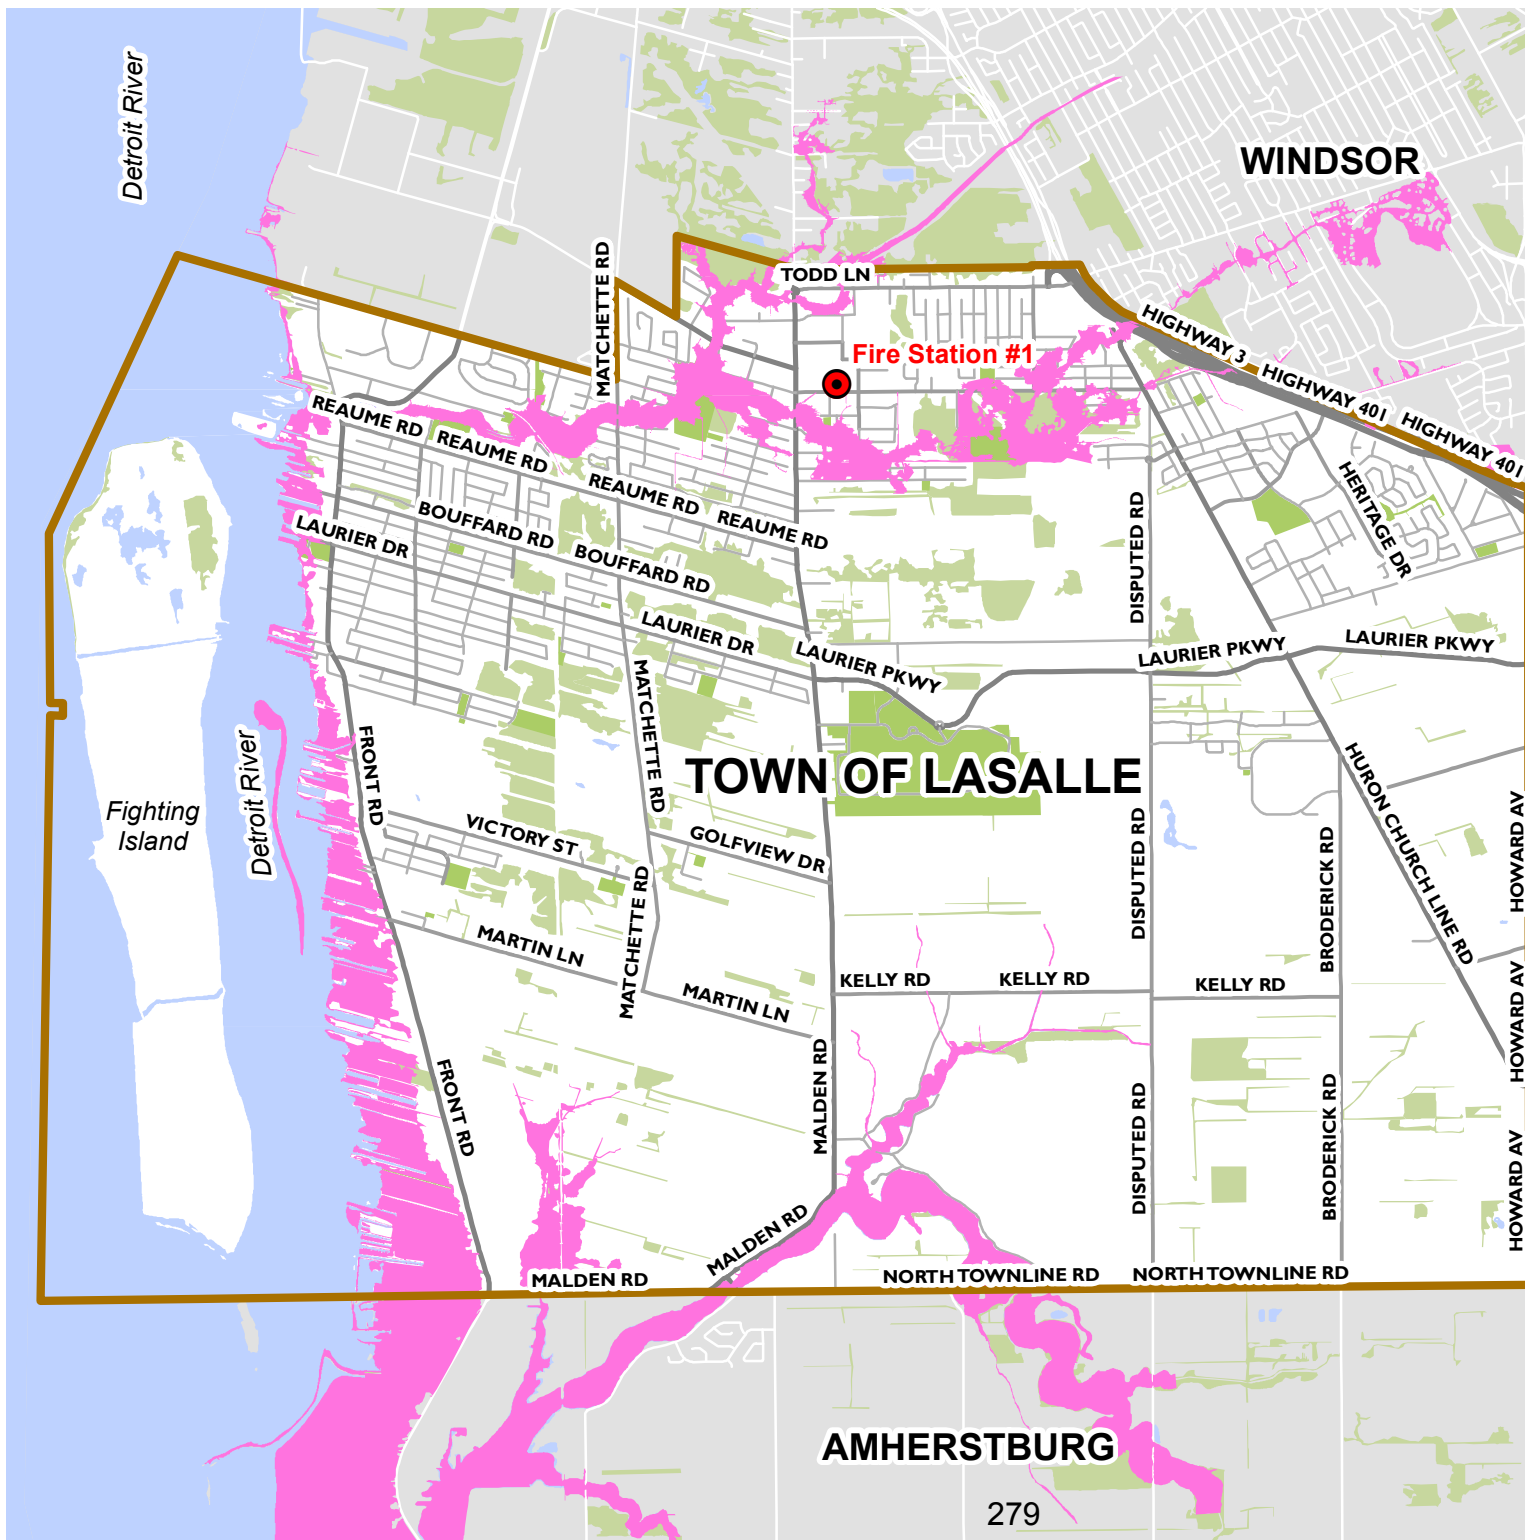 Detroit River
WINDSOR
TODD LN
MATCHETTE RD
HIGHWAY 3
Fire Station #1
HIGHWAY 401
HIGHWAY 401
REAUME RD
REAUME RD
REAUME RD
REAUME RD
HERITAGE DR
BOUFFARD RD
BOUFFARD RD
LAURIER DR
DISPUTED RD
LAURIER DR
LAURIER PKWY
LAURIER PKWY
LAURIER PKWY
MATCHETTE RD
FRONT RD
Detroit River
TOWN OF LASALLE
HURON CHURCH LINE RD
Fighting
Island
VICTORY ST
GOLFVIEW DR
DISPUTED RD
BRODERICK RD
HOWARD AV
MATCHETTE RD
MARTIN LN
MARTIN LN
KELLY RD
KELLY RD
KELLY RD
HOWARD AV
FRONT RD
MALDEN RD
DISPUTED RD
BRODERICK RD
HOWARD AV
MALDEN RD
MALDEN RD
NORTH TOWNLINE RD
NORTH TOWNLINE RD
AMHERSTBURG
279